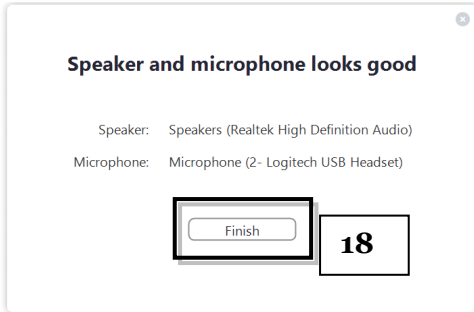 Speaker and microphone looks good
Speaker: Speakers (Realtek High Definition Audio)
Microphone: Microphone (2- Logitech USB Headset)
Finish
18